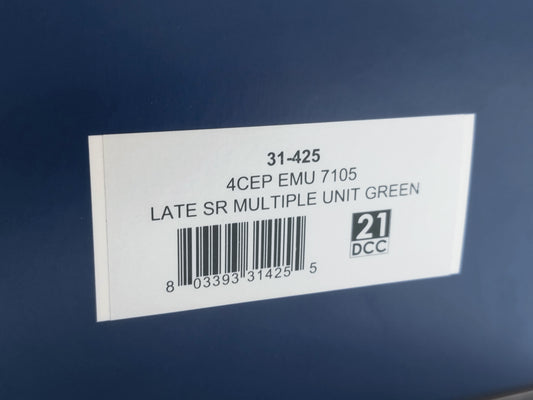 31-425
4CEP EMU 7105
LATE SR MULTIPLE UNIT GREEN
21
DCC
8 03393 31425 5